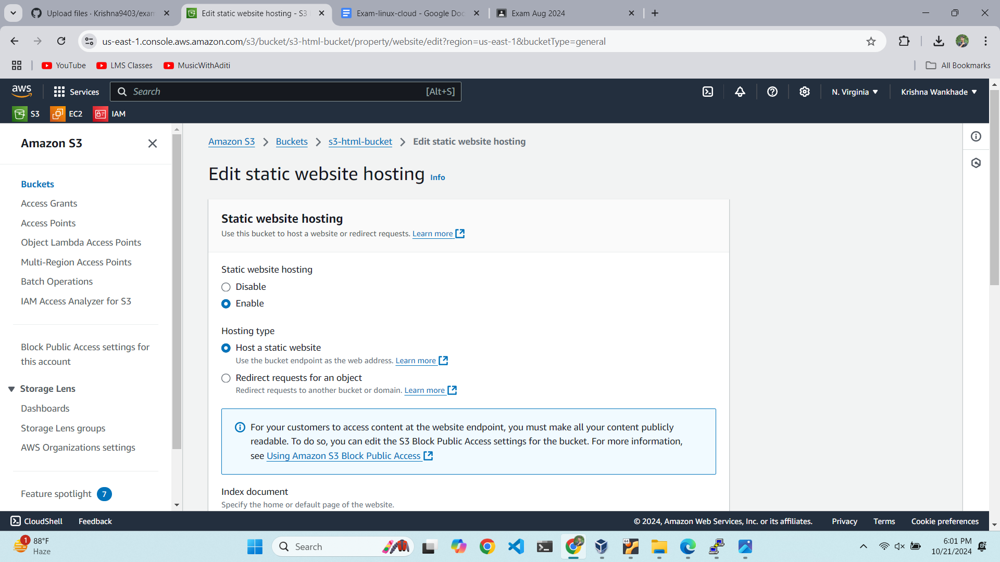 Upload files · Krishna9403/exam
Edit static website hosting - S3
Exam-linux-cloud - Google Doc
Exam Aug 2024
us-east-1.console.aws.amazon.com/s3/bucket/s3-html-bucket/property/website/edit?region=us-east-1&bucketType=general
YouTube
LMS Classes
MusicWithAditi
All Bookmarks
aws
Services
Search
[Alt+S]
N. Virginia
Krishna Wankhade
S3
EC2
IAM
Amazon S3
Buckets
Access Grants
Access Points
Object Lambda Access Points
Multi-Region Access Points
Batch Operations
IAM Access Analyzer for S3
Block Public Access settings for
this account
Storage Lens
Dashboards
Storage Lens groups
AWS Organizations settings
Feature spotlight 7
Amazon S3 > Buckets > s3-html-bucket > Edit static website hosting
Edit static website hosting Info
Static website hosting
Use this bucket to host a website or redirect requests. Learn more
Static website hosting
Disable
Enable
Hosting type
Host a static website
Use the bucket endpoint as the web address. Learn more
Redirect requests for an object
Redirect requests to another bucket or domain. Learn more
For your customers to access content at the website endpoint, you must make all your content publicly
readable. To do so, you can edit the S3 Block Public Access settings for the bucket. For more information,
see Using Amazon S3 Block Public Access
Index document
Specify the home or default page of the website.
CloudShell
Feedback
© 2024, Amazon Web Services, Inc. or its affiliates.
Privacy
Terms
Cookie preferences
1
88°F
Haze
Search
64
6:01 PM
10/21/2024